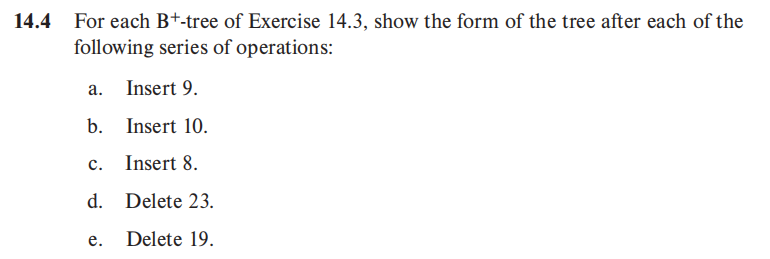 14.4 For each B+-tree of Exercise 14.3, show the form of the tree after each of the
following series of operations:
a. Insert 9.
b. Insert 10.
c. Insert 8.
d. Delete 23.
e. Delete 19.